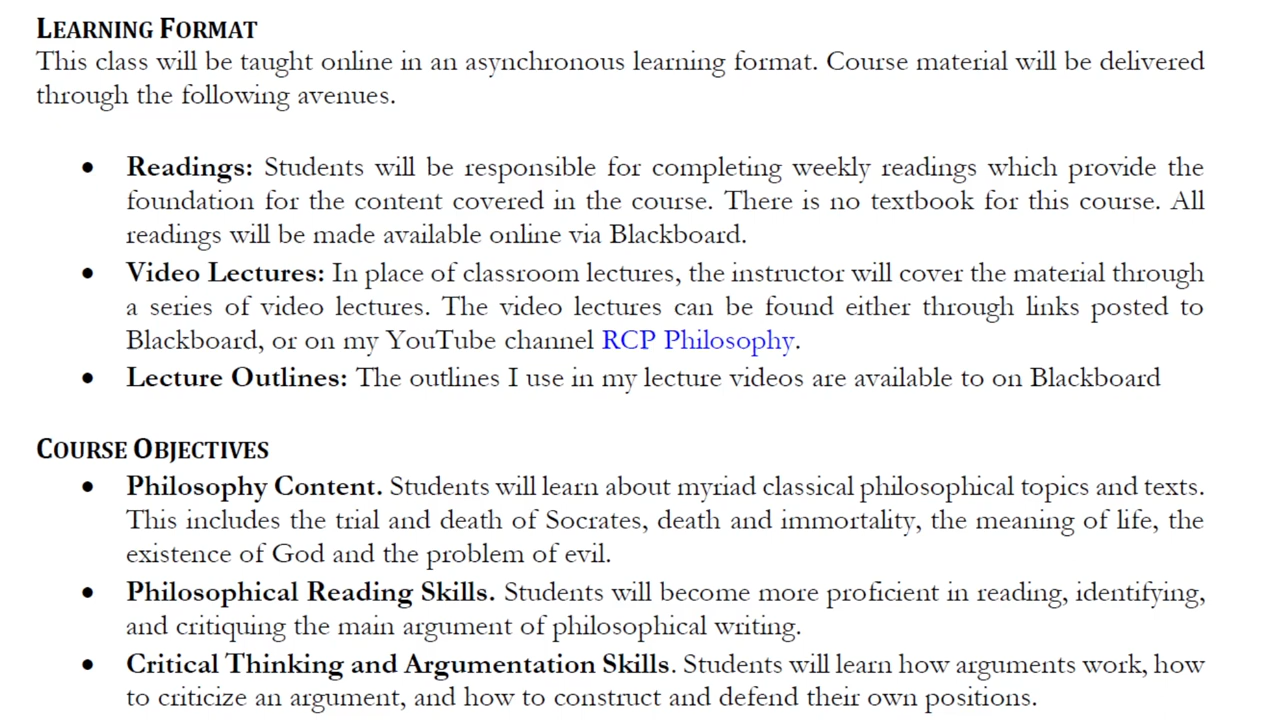 LEARNING FORMAT
This class will be taught online in an asynchronous learning format. Course material will be delivered
through the following avenues.
• Readings: Students will be responsible for completing weekly readings which provide the
foundation for the content covered in the course. There is no textbook for this course. All
readings will be made available online via Blackboard.
• Video Lectures: In place of classroom lectures, the instructor will cover the material through
a series of video lectures. The video lectures can be found either through links posted to
Blackboard, or on my YouTube channel RCP Philosophy.
• Lecture Outlines: The outlines I use in my lecture videos are available to on Blackboard
COURSE OBJECTIVES
• Philosophy Content. Students will learn about myriad classical philosophical topics and texts.
This includes the trial and death of Socrates, death and immortality, the meaning of life, the
existence of God and the problem of evil.
• Philosophical Reading Skills. Students will become more proficient in reading, identifying,
and critiquing the main argument of philosophical writing.
• Critical Thinking and Argumentation Skills. Students will learn how arguments work, how
to criticize an argument, and how to construct and defend their own positions.